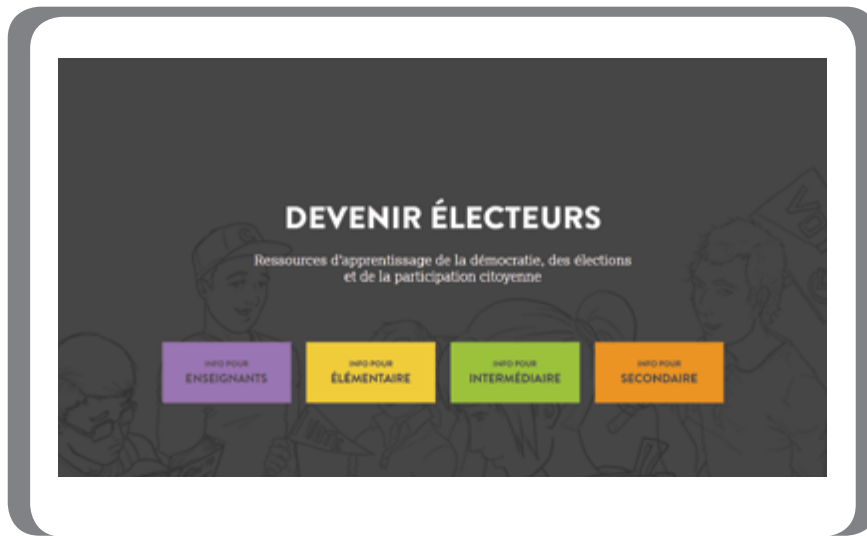 DEVENIR ÉLECTEURS
Ressources d'apprentissage de la démocratie, des élections
et de la participation citoyenne
INFO POUR
ENSEIGNANTS
INFO POUR
ÉLÉMENTAIRE
INFO POUR
INTERMÉDIAIRE
INFO POUR
SECONDAIRE
VOTE